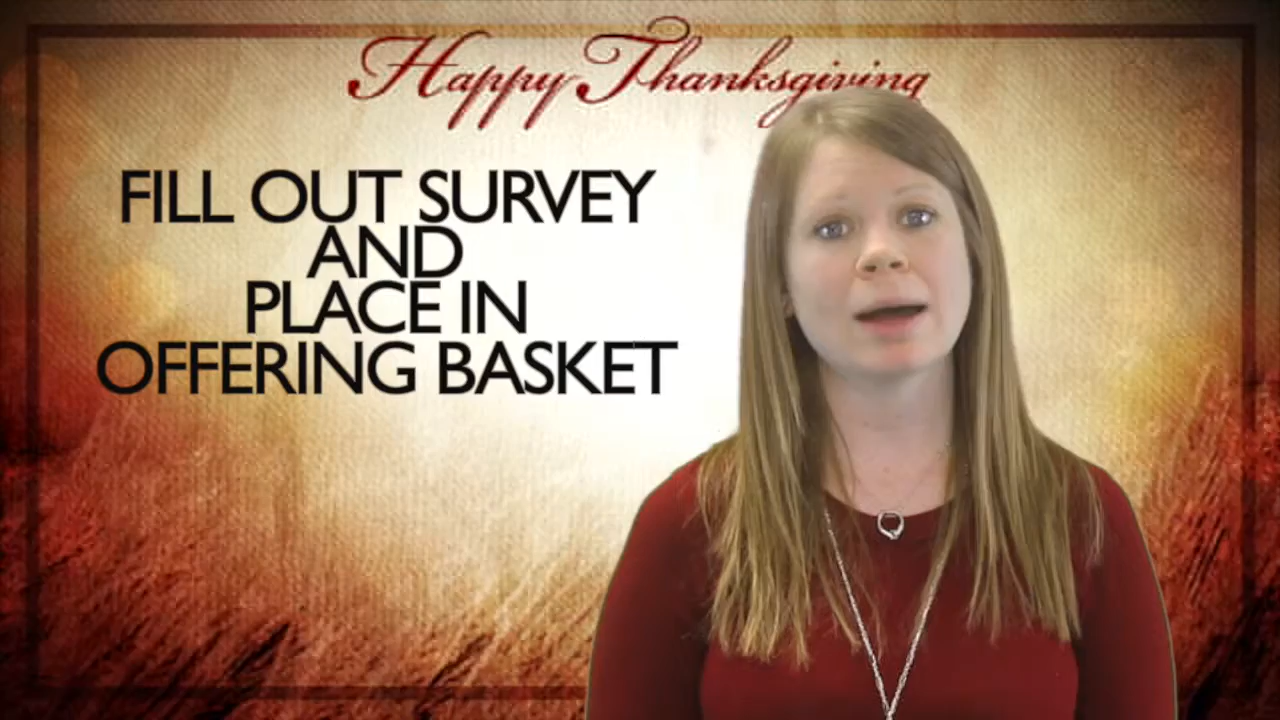 Happy Thanksgiving
FILL OUT SURVEY
AND
PLACE IN
OFFERING BASKET